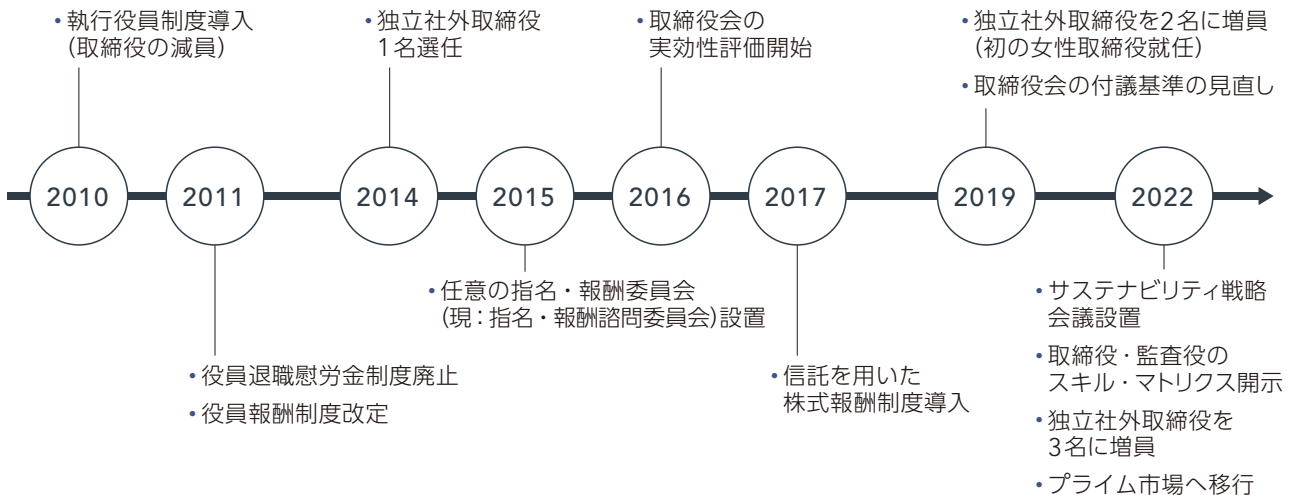 • 執行役員制度導入
(取締役の減員)
• 独立社外取締役
1名選任
• 取締役会の
実効性評価開始
• 独立社外取締役を2名に増員
(初の女性取締役就任)
• 取締役会の付議基準の見直し
2010
2011
2014
2015
2016
2017
2019
2022
• 役員退職慰労金制度廃止
• 役員報酬制度改定
• 任意の指名・報酬委員会
(現：指名・報酬諮問委員会)設置
• 信託を用いた
株式報酬制度導入
• サステナビリティ戦略
会議設置
• 取締役・監査役の
スキル・マトリクス開示
• 独立社外取締役を
3名に増員
• プライム市場へ移行